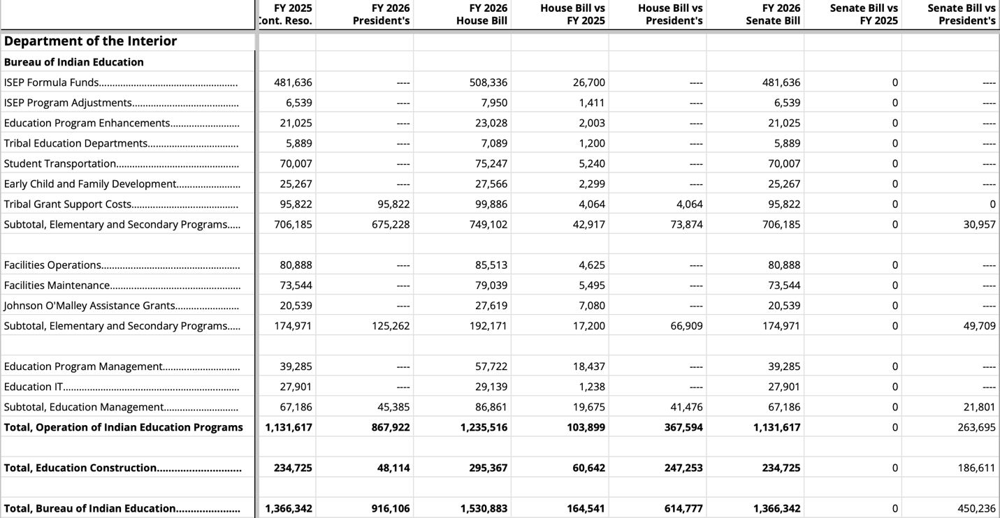 FY 2025 FY 2026 FY 2026 House Bill vs House Bill vs FY 2026 Senate Bill vs Senate Bill vs
Cont. Reso. President's House Bill FY 2025 President's Senate Bill FY 2025 President's
Department of the Interior
Bureau of Indian Education
ISEP Formula Funds 481,636 ---- 508,336 26,700 ---- 481,636 0 ----
ISEP Program Adjustments 6,539 ---- 7,950 1,411 ---- 6,539 0 ----
Education Program Enhancements 21,025 ---- 23,028 2,003 ---- 21,025 0 ----
Tribal Education Departments 5,889 ---- 7,089 1,200 ---- 5,889 0 ----
Student Transportation 70,007 ---- 75,247 5,240 ---- 70,007 0 ----
Early Child and Family Development 25,267 ---- 27,566 2,299 ---- 25,267 0 ----
Tribal Grant Support Costs 95,822 95,822 99,886 4,064 4,064 95,822 0 0
Subtotal, Elementary and Secondary Programs..... 706,185 675,228 749,102 42,917 73,874 706,185 0 30,957
Facilities Operations 80,888 ---- 85,513 4,625 ---- 80,888 0 ----
Facilities Maintenance 73,544 ---- 79,039 5,495 ---- 73,544 0 ----
Johnson O'Malley Assistance Grants 20,539 ---- 27,619 7,080 ---- 20,539 0 ----
Subtotal, Elementary and Secondary Programs..... 174,971 125,262 192,171 17,200 66,909 174,971 0 49,709
Education Program Management 39,285 ---- 57,722 18,437 ---- 39,285 0 ----
Education IT 27,901 ---- 29,139 1,238 ---- 27,901 0 ----
Subtotal, Education Management 67,186 45,385 86,861 19,675 41,476 67,186 0 21,801
Total, Operation of Indian Education Programs 1,131,617 867,922 1,235,516 103,899 367,594 1,131,617 0 263,695
Total, Education Construction 234,725 48,114 295,367 60,642 247,253 234,725 0 186,611
Total, Bureau of Indian Education 1,366,342 916,106 1,530,883 164,541 614,777 1,366,342 0 450,236